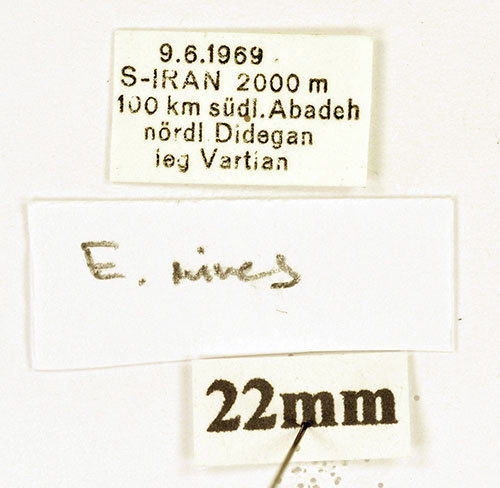 9.6.1969
S-IRAN 2000 m
100 km südl.Abadeh
nördl.Didegan
leg Vartian
E. nives
22mm